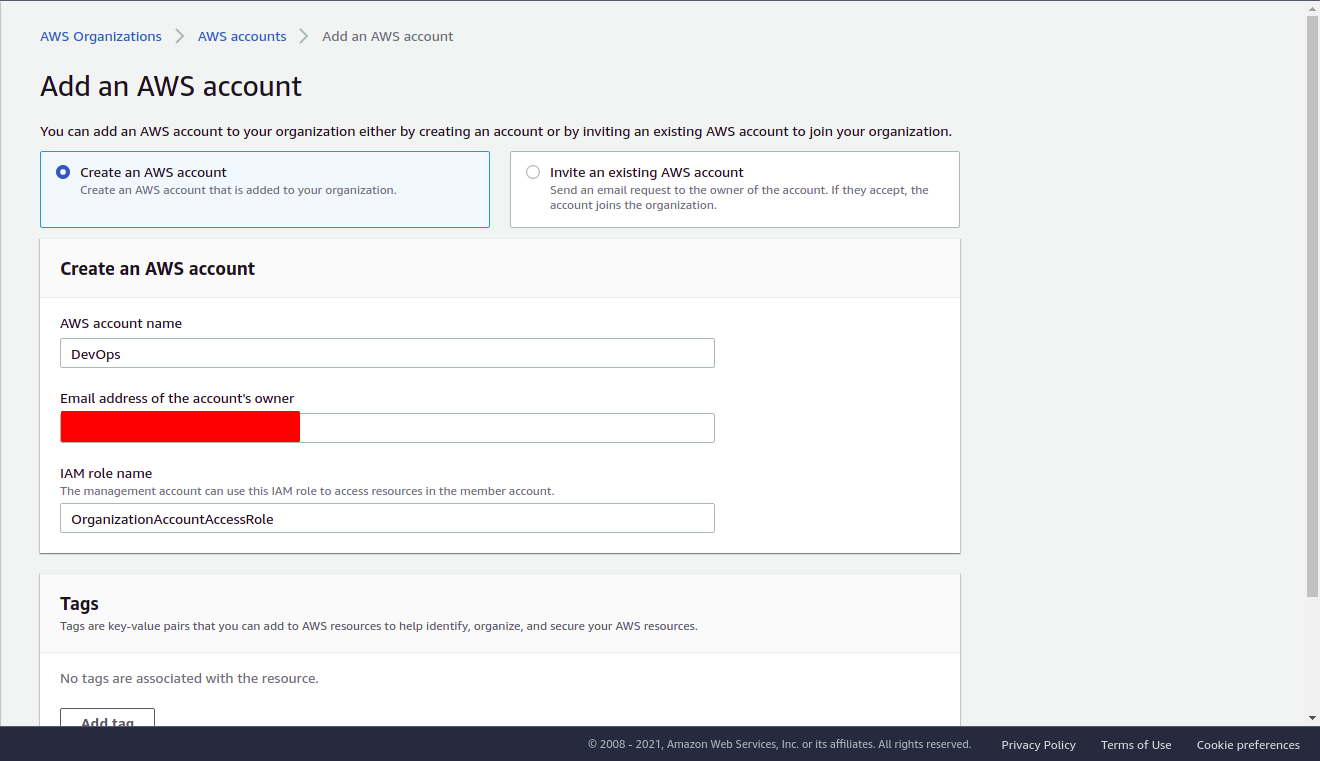 AWS Organizations > AWS accounts > Add an AWS account
Add an AWS account
You can add an AWS account to your organization either by creating an account or by inviting an existing AWS account to join your organization.
Create an AWS account
Create an AWS account that is added to your organization.
Invite an existing AWS account
Send an email request to the owner of the account. If they accept, the
account joins the organization.
Create an AWS account
AWS account name
DevOps
Email address of the account's owner
IAM role name
The management account can use this IAM role to access resources in the member account.
OrganizationAccountAccessRole
Tags
Tags are key-value pairs that you can add to AWS resources to help identify, organize, and secure your AWS resources.
No tags are associated with the resource.
Add tag
© 2008 - 2021, Amazon Web Services, Inc. or its affiliates. All rights reserved.
Privacy Policy
Terms of Use
Cookie preferences